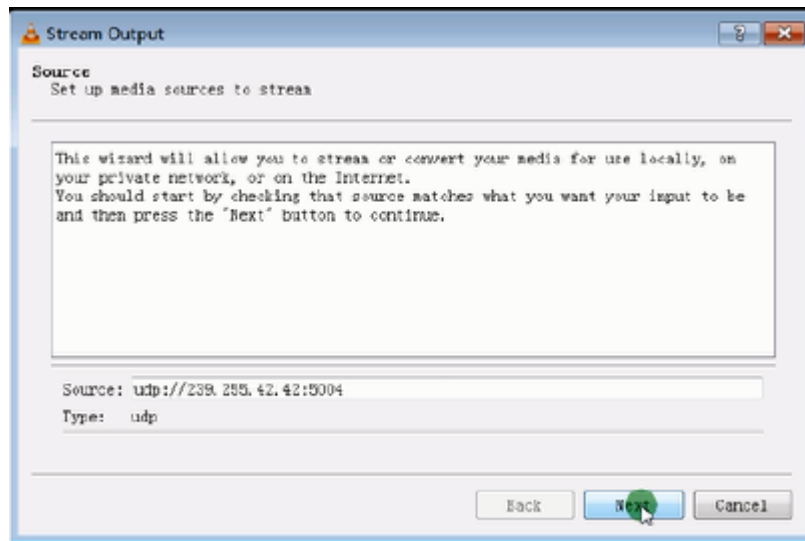 Stream Output
Source
Set up media sources to stream
This wizard will allow you to stream or convert your media for use locally, on
your private network, or on the Internet.
You should start by checking that source matches what you want your input to be
and then press the "Next" button to continue.
Source: udp://239.255.42.42:5004
Type: udp
Back Next Cancel